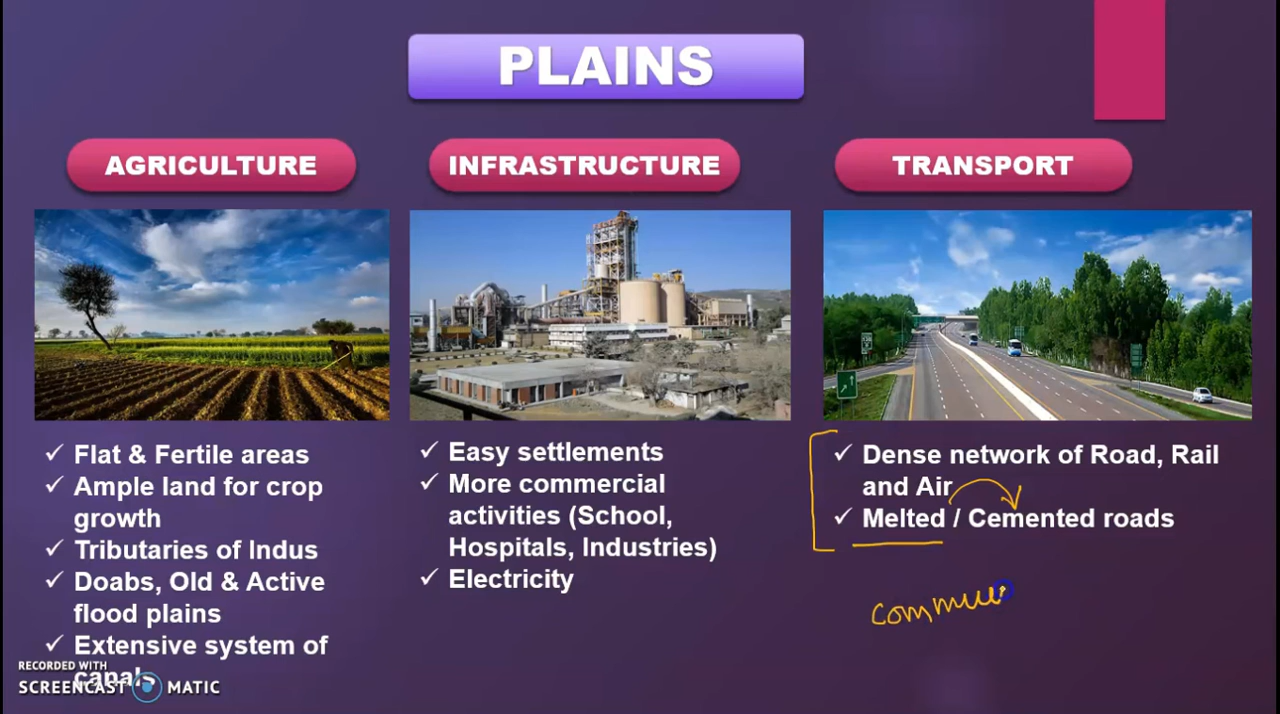 PLAINS
AGRICULTURE
INFRASTRUCTURE
TRANSPORT
✓ Flat & Fertile areas
✓ Ample land for crop
growth
✓ Tributaries of Indus
✓ Doabs, Old & Active
flood plains
✓ Extensive system of
canals
✓ Easy settlements
✓ More commercial
activities (School,
Hospitals, Industries)
✓ Electricity
✓ Dense network of Road, Rail
and Air
✓ Melted / Cemented roads
RECORDED WITH
SCREENCAST MATIC